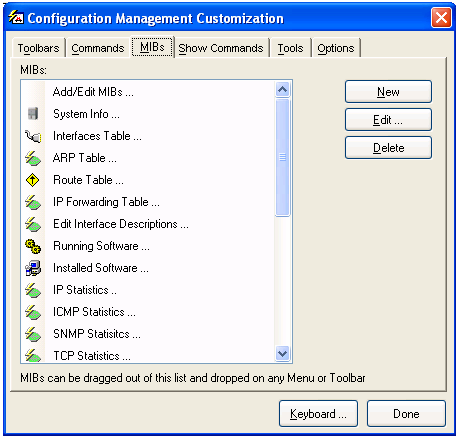 Configuration Management Customization
Toolbars Commands MIBs Show Commands Tools Options
MIBs:
Add/Edit MIBs ...
System Info ...
Interfaces Table ...
ARP Table ...
Route Table ...
IP Forwarding Table ...
Edit Interface Descriptions ...
Running Software ...
Installed Software ...
IP Statistics ..
ICMP Statistics ...
SNMP Statisitcs ...
TCP Statistics ...
New
Edit ...
Delete
MIBs can be dragged out of this list and dropped on any Menu or Toolbar
Keyboard ... Done